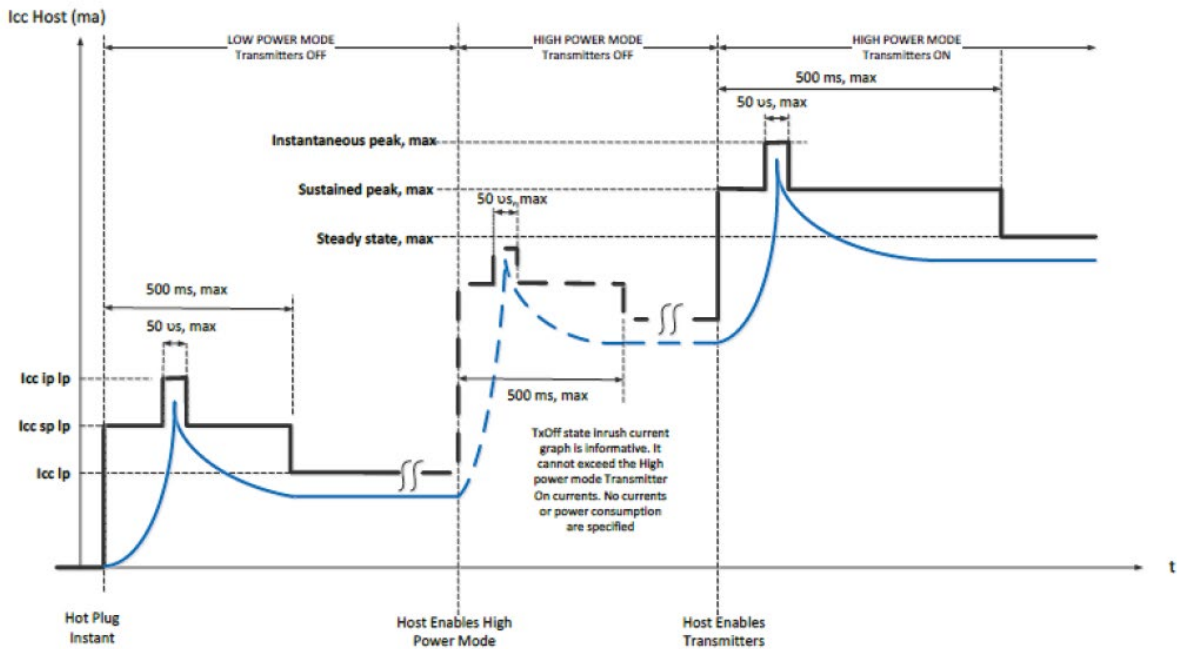 Icc Host (ma)
LOW POWER MODE
Transmitters OFF
HIGH POWER MODE
Transmitters OFF
HIGH POWER MODE
Transmitters ON
500 ms, max
50 υs, max
Instantaneous peak, max
Sustained peak, max
50 υs, max
Steady state, max
500 ms, max
50 υs, max
Icc ip lp
500 ms, max
Icc sp lp
TxOff state inrush current
graph is informative. It
cannot exceed the High
power mode Transmitter
On currents. No currents
or power consumption
are specified
Icc lp
t
Hot Plug
Instant
Host Enables High
Power Mode
Host Enables
Transmitters